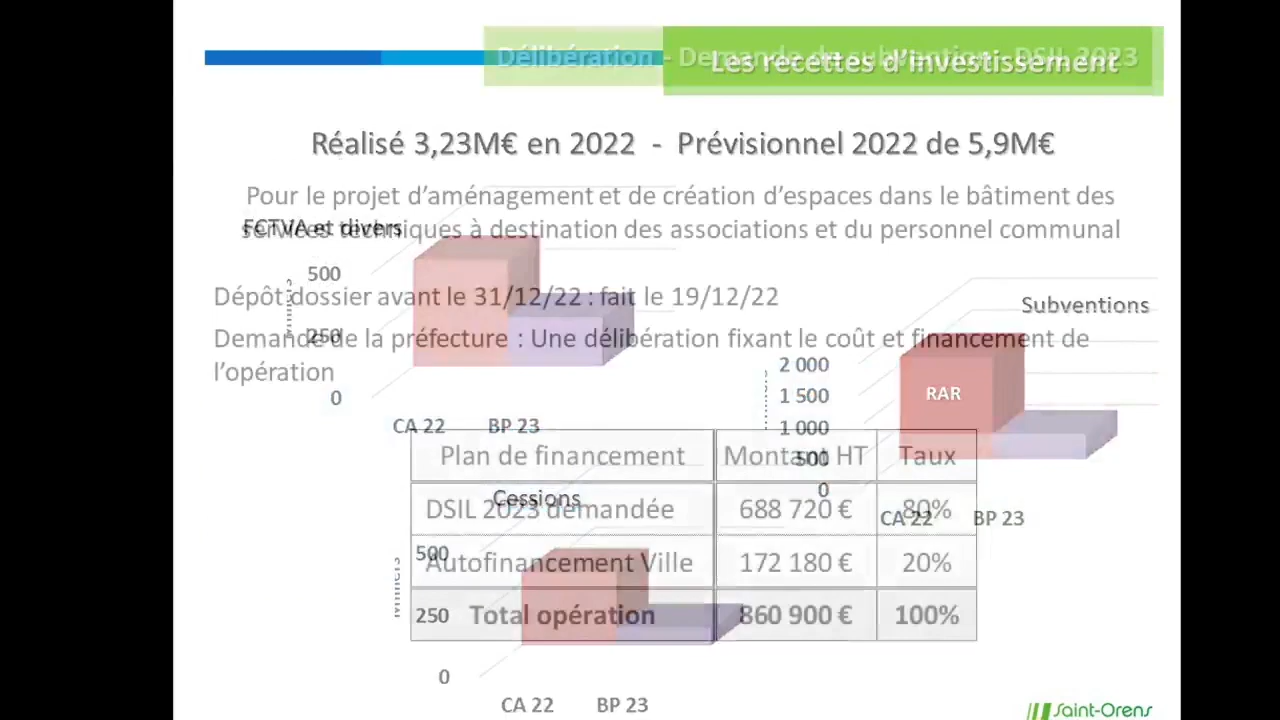 Délibération - Demande de subvention DSIL 2023
Les recettes d'investissement
Réalisé 3,23M€ en 2022 - Prévisionnel 2022 de 5,9M€
Pour le projet d'aménagement et de création d'espaces dans le bâtiment des
services techniques à destination des associations et du personnel communal
FCTVA et divers
500
250
0
CA 22 BP 23
Dépôt dossier avant le 31/12/22 : fait le 19/12/22
Demande de la préfecture : Une délibération fixant le coût et financement de
l'opération
Subventions
2 000
1 500
1 000
500
0
RAR
CA 22 BP 23
Plan de financement Montant HT Taux
DSIL 2023 demandée 688 720 € 80%
Autofinancement Ville 172 180 € 20%
Total opération 860 900 € 100%
Cessions
Milliers
500
250
0
CA 22 BP 23
Saint-Orens